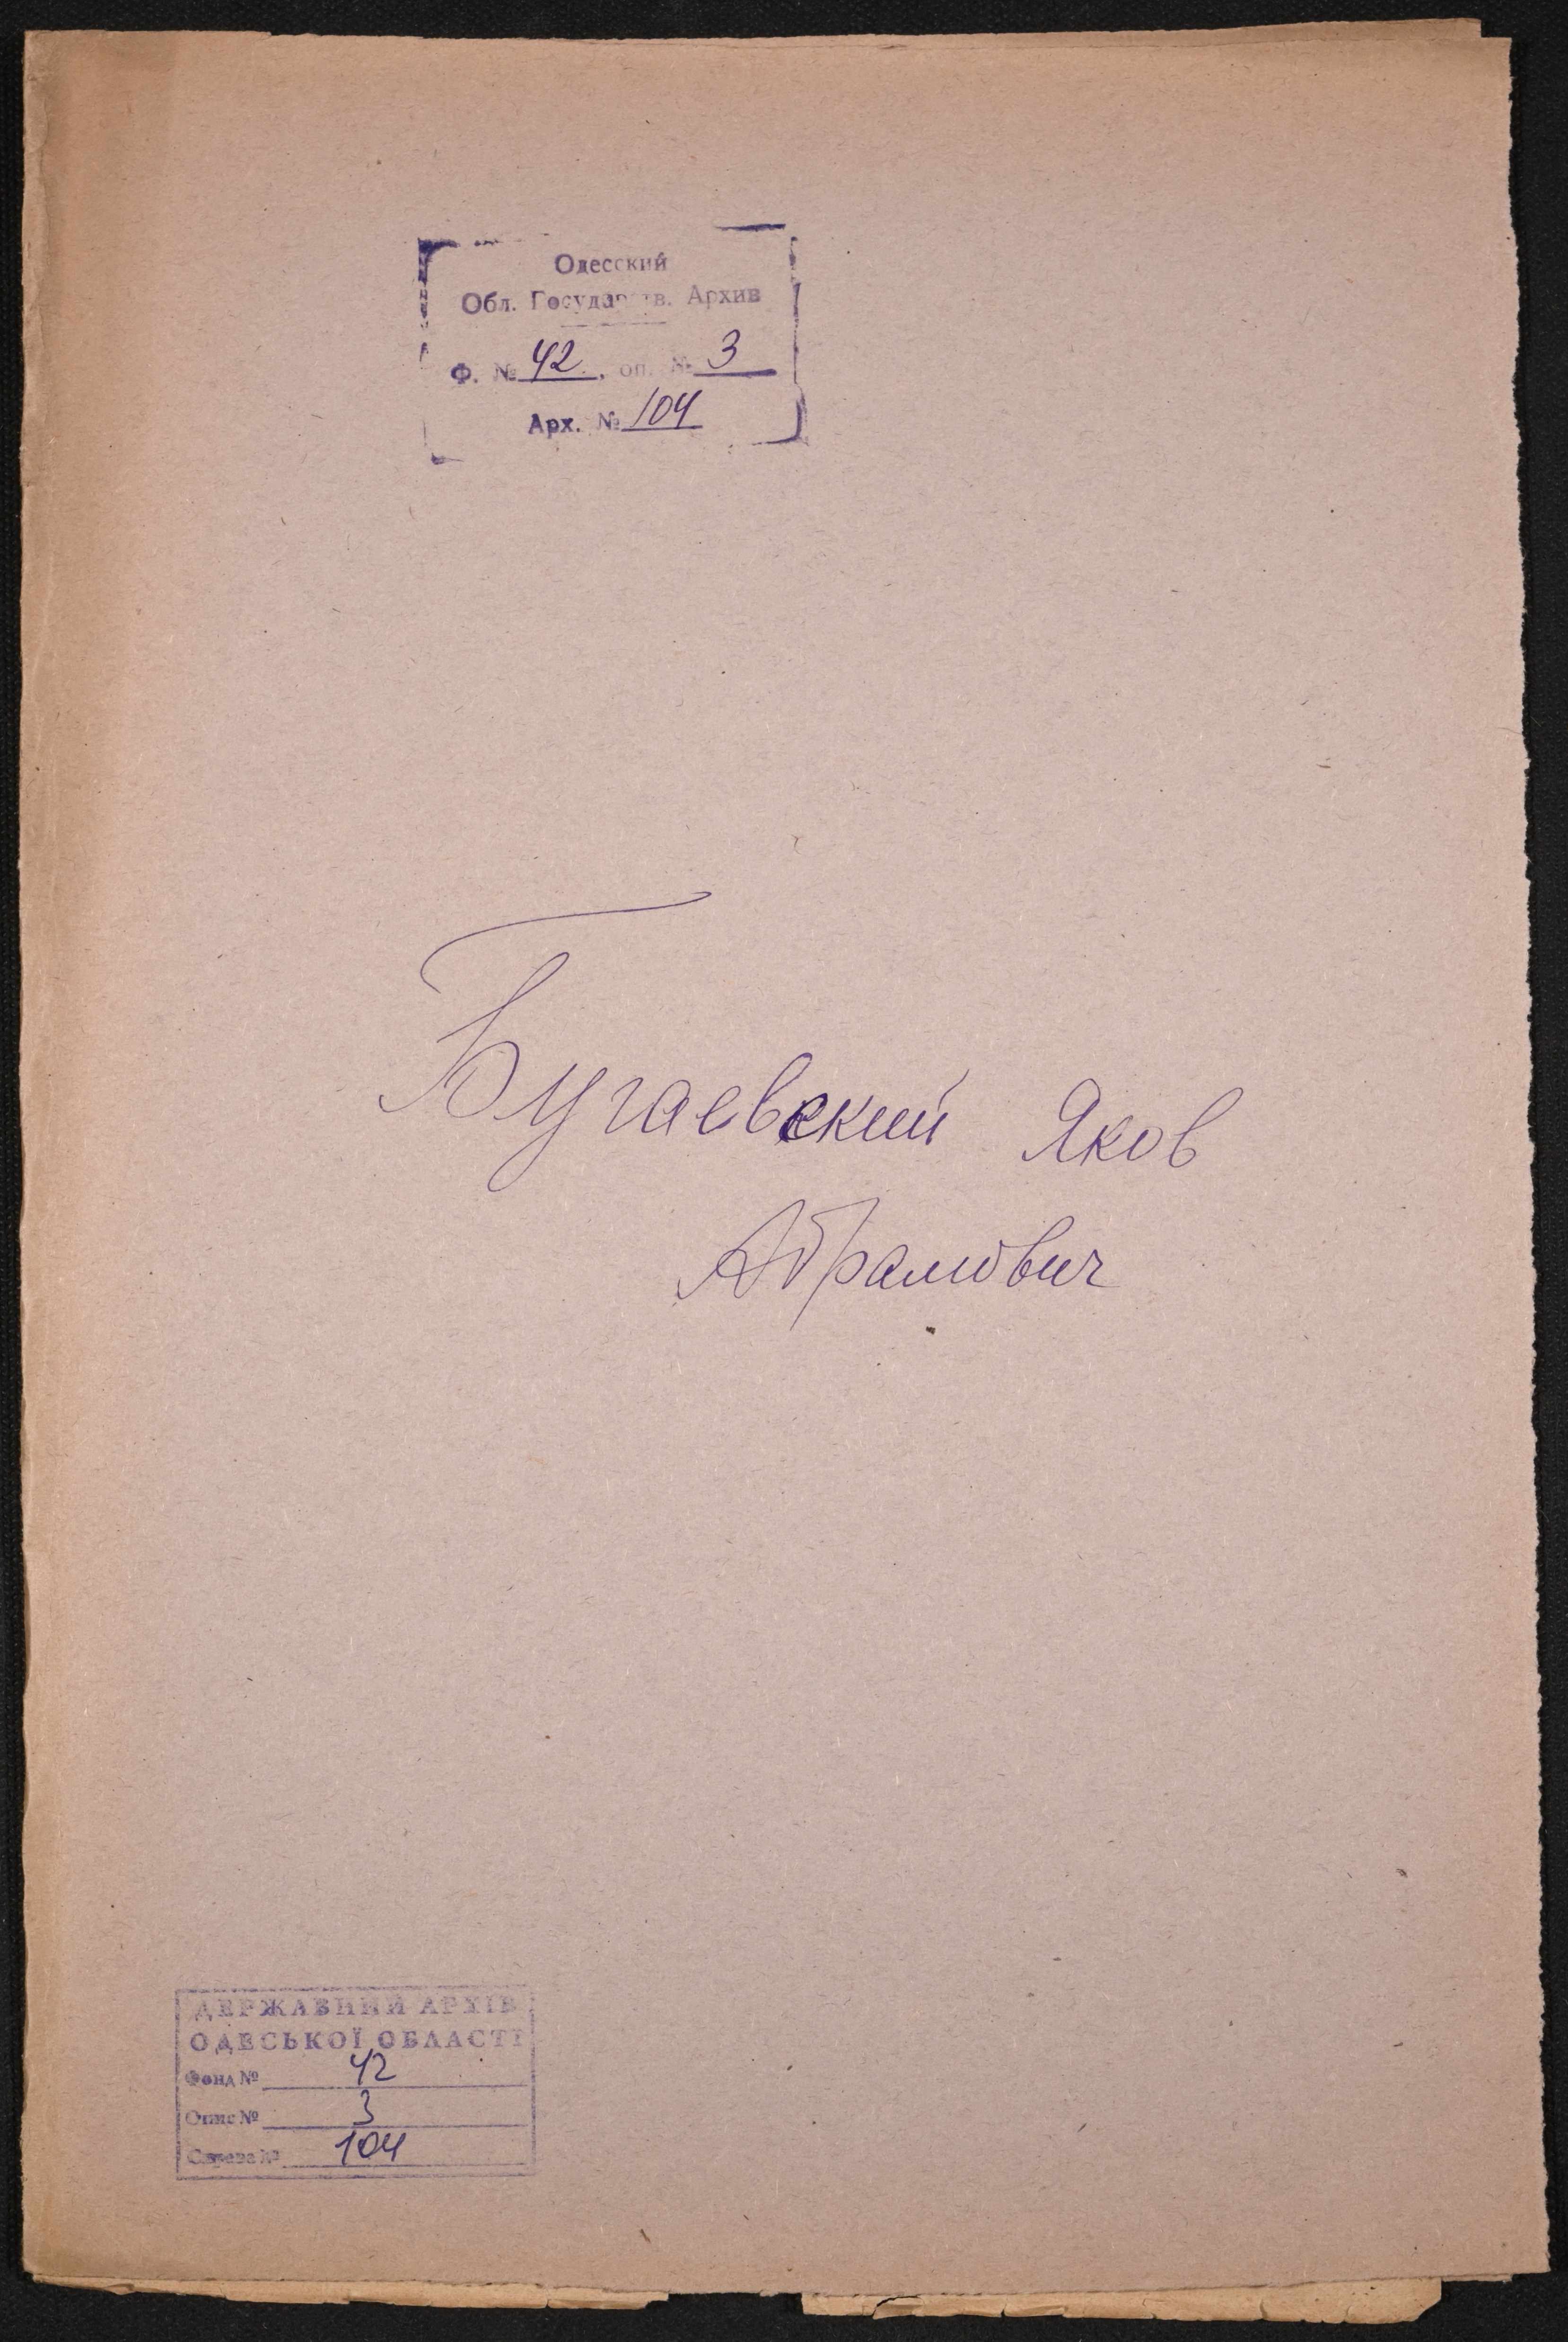 Одесский
Обл. Государств. Архив
Ф. № 42, оп. № 3
Арх. № 104
Бугаевский Яков
Абрамович
ДЕРЖАВНИЙ АРХІВ
ОДЕСЬКОЇ ОБЛАСТІ
Фонд № 42
Опис № 3
Справа № 104